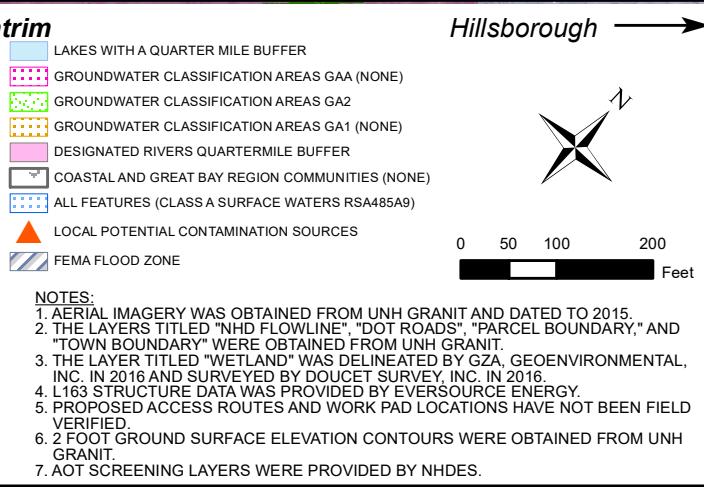 Hillsborough
LAKES WITH A QUARTER MILE BUFFER
GROUNDWATER CLASSIFICATION AREAS GAA (NONE)
GROUNDWATER CLASSIFICATION AREAS GA2
GROUNDWATER CLASSIFICATION AREAS GA1 (NONE)
DESIGNATED RIVERS QUARTERMILE BUFFER
COASTAL AND GREAT BAY REGION COMMUNITIES (NONE)
ALL FEATURES (CLASS A SURFACE WATERS RSA485A9)
LOCAL POTENTIAL CONTAMINATION SOURCES
FEMA FLOOD ZONE
N
0 50 100 200
Feet
NOTES:
1. AERIAL IMAGERY WAS OBTAINED FROM UNH GRANIT AND DATED TO 2015.
2. THE LAYERS TITLED "NHD FLOWLINE", "DOT ROADS", "PARCEL BOUNDARY," AND
"TOWN BOUNDARY" WERE OBTAINED FROM UNH GRANIT.
3. THE LAYER TITLED "WETLAND" WAS DELINEATED BY GZA, GEOENVIRONMENTAL,
INC. IN 2016 AND SURVEYED BY DOUCET SURVEY, INC. IN 2016.
4. L163 STRUCTURE DATA WAS PROVIDED BY EVERSOURCE ENERGY.
5. PROPOSED ACCESS ROUTES AND WORK PAD LOCATIONS HAVE NOT BEEN FIELD
VERIFIED.
6. 2 FOOT GROUND SURFACE ELEVATION CONTOURS WERE OBTAINED FROM UNH
GRANIT.
7. AOT SCREENING LAYERS WERE PROVIDED BY NHDES.